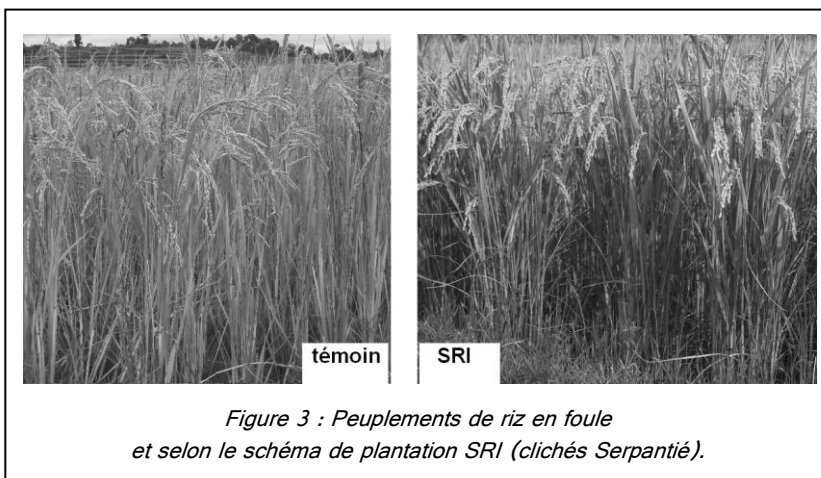 témoin
SRI
Figure 3 : Peuplements de riz en foule
et selon le schéma de plantation SRI (clichés Serpantié).